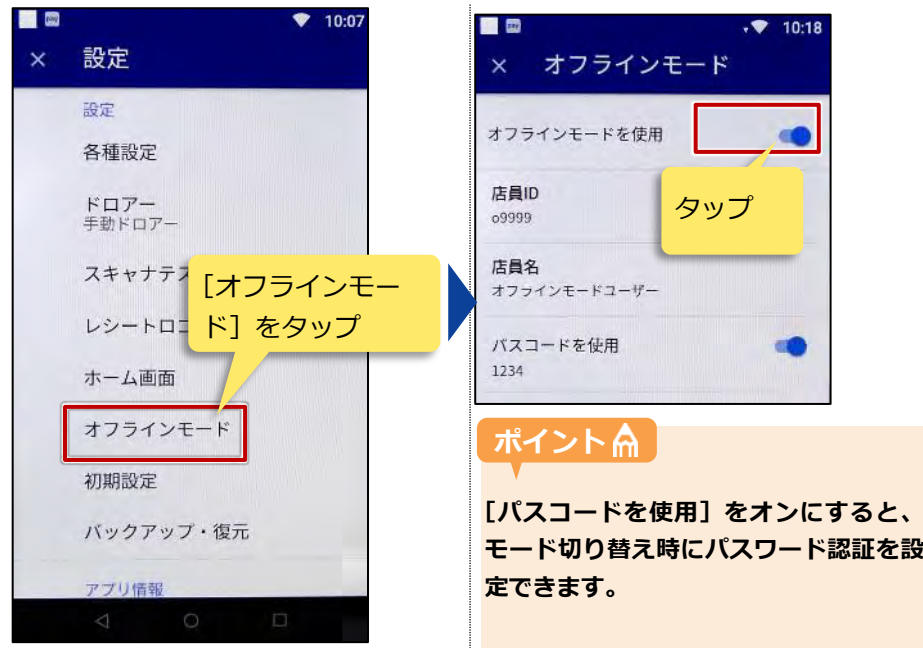 10:07
× 設定
設定
各種設定
ドロアー
手動ドロアー
スキャナテス
レシートロゴ
ホーム画面
オフラインモード
初期設定
バックアップ・復元
アプリ情報
[オフラインモー
ド] をタップ
10:18
× オフラインモード
オフラインモードを使用
タップ
店員ID
o9999
店員名
オフラインモードユーザー
パスコードを使用
1234
ポイント
[パスコードを使用] をオンにすると、
モード切り替え時にパスワード認証を設
定できます。